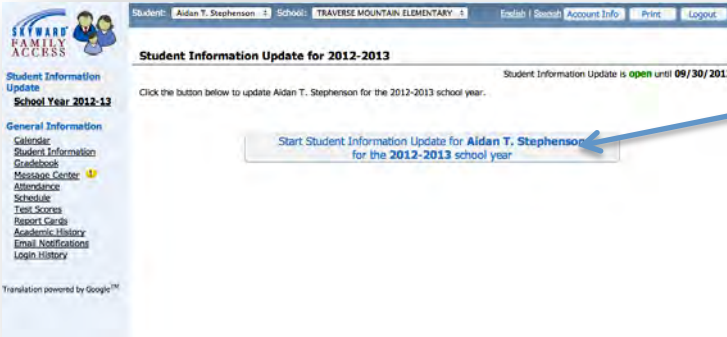 Student: Aidan T. Stephenson School: TRAVERSE MOUNTAIN ELEMENTARY English | Spanish Account Info Print Logout
SKYWARD
FAMILY
ACCESS
Student Information Update for 2012-2013
Student Information Update is open until 09/30/201
Click the button below to update Aidan T. Stephenson for the 2012-2013 school year.
Start Student Information Update for Aidan T. Stephenson
for the 2012-2013 school year
Student Information
Update
School Year 2012-13
General Information
Calendar
Student Information
Gradebook
Message Center
Attendance
Schedule
Test Scores
Report Cards
Academic History
Email Notifications
Login History
Translation powered by Google™